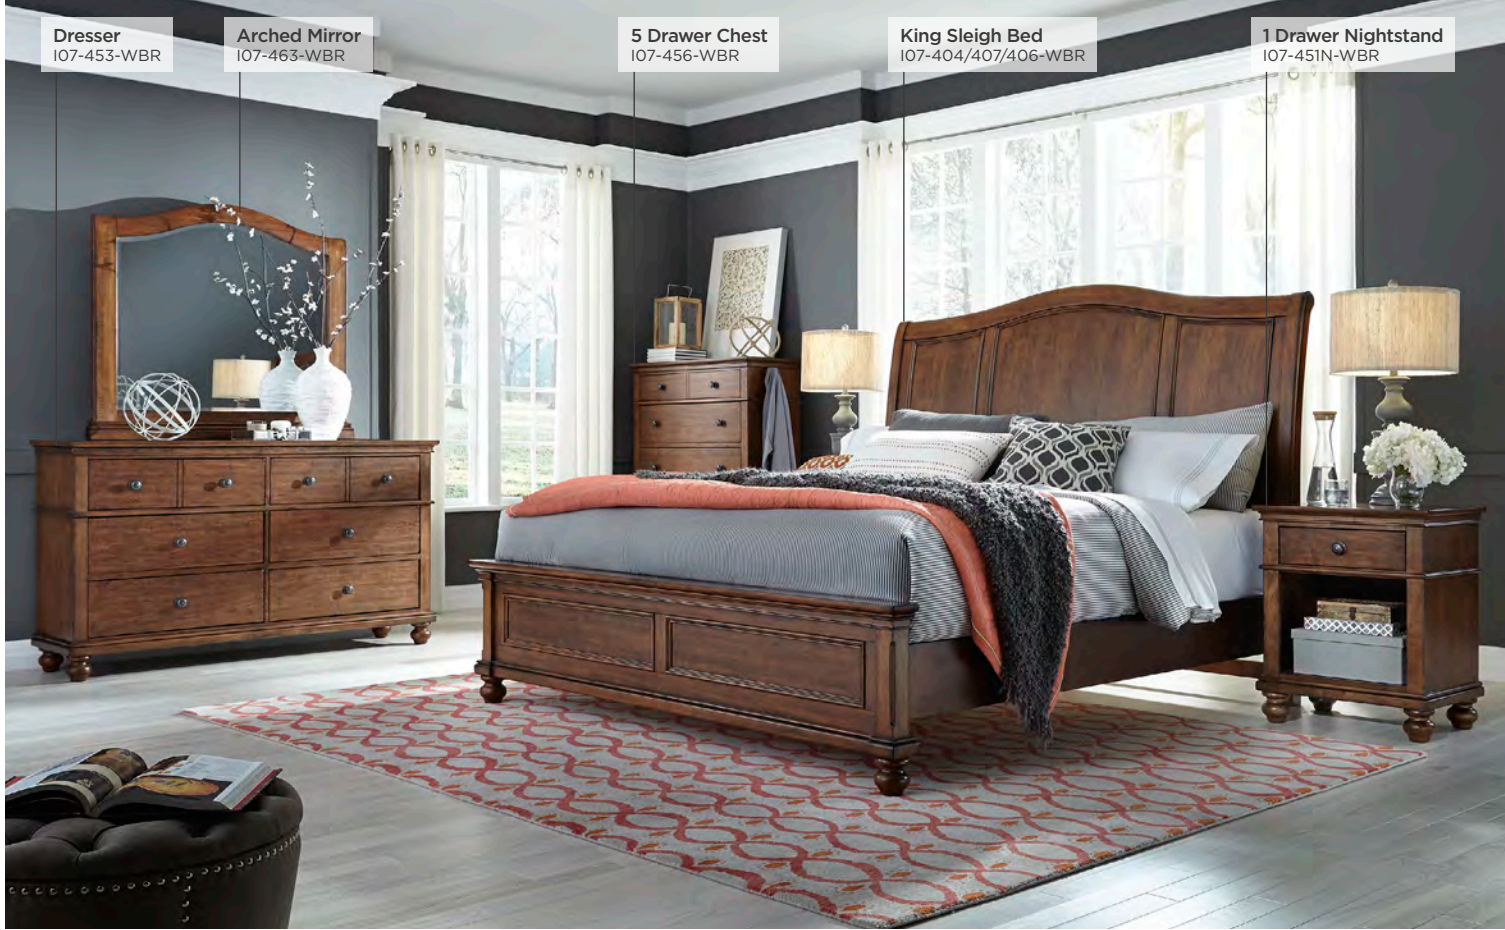 Dresser
I07-453-WBR
Arched Mirror
I07-463-WBR
5 Drawer Chest
I07-456-WBR
King Sleigh Bed
I07-404/407/406-WBR
1 Drawer Nightstand
I07-451N-WBR